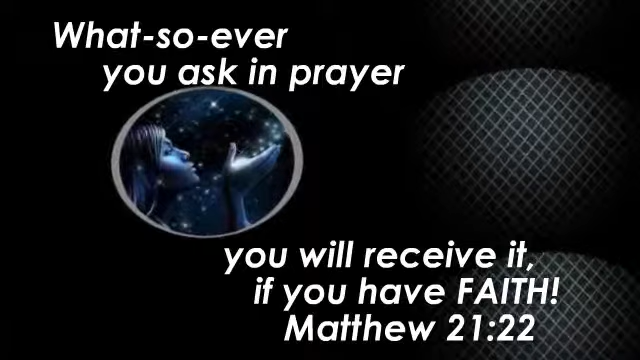 What-so-ever
you ask in prayer
you will receive it,
if you have FAITH!
Matthew 21:22